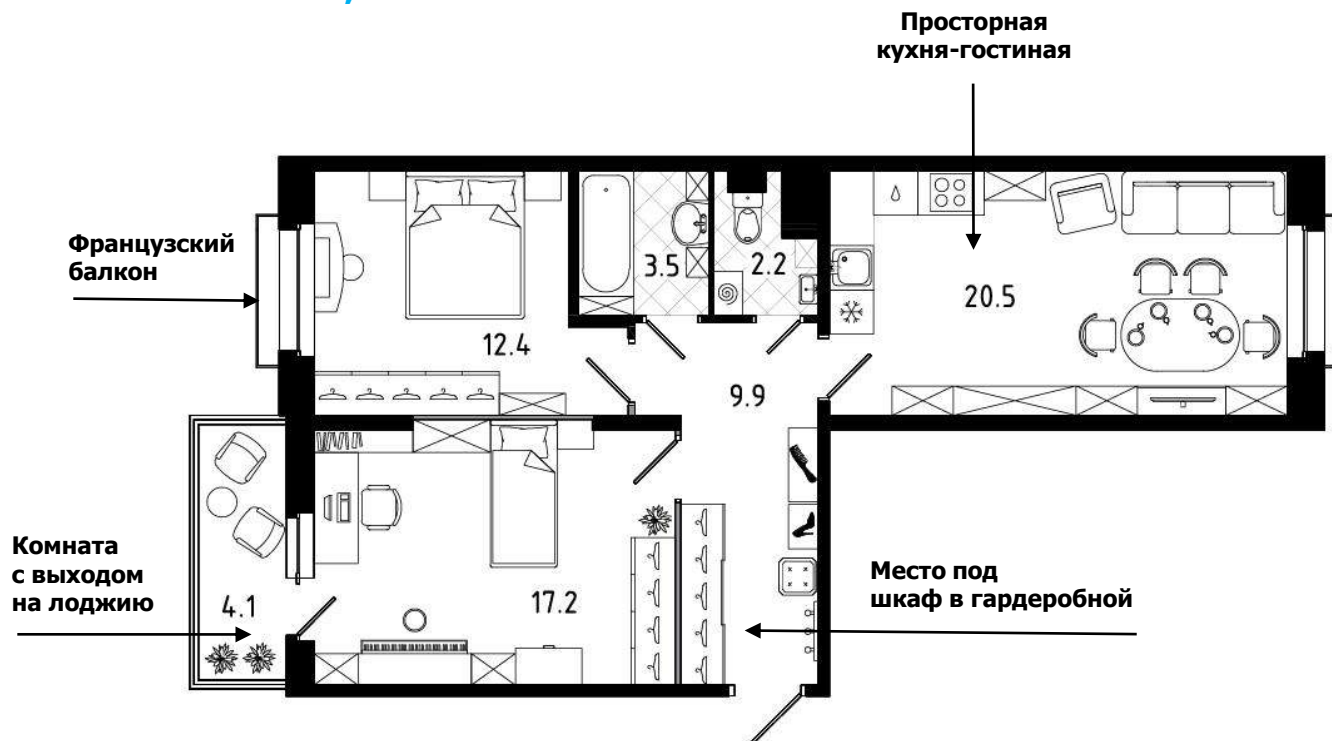 Просторная
кухня-гостиная
Французский
балкон
3.5
2.2
20.5
12.4
9.9
Комната
с выходом
на лоджию
4.1
17.2
Место под
шкаф в гардеробной